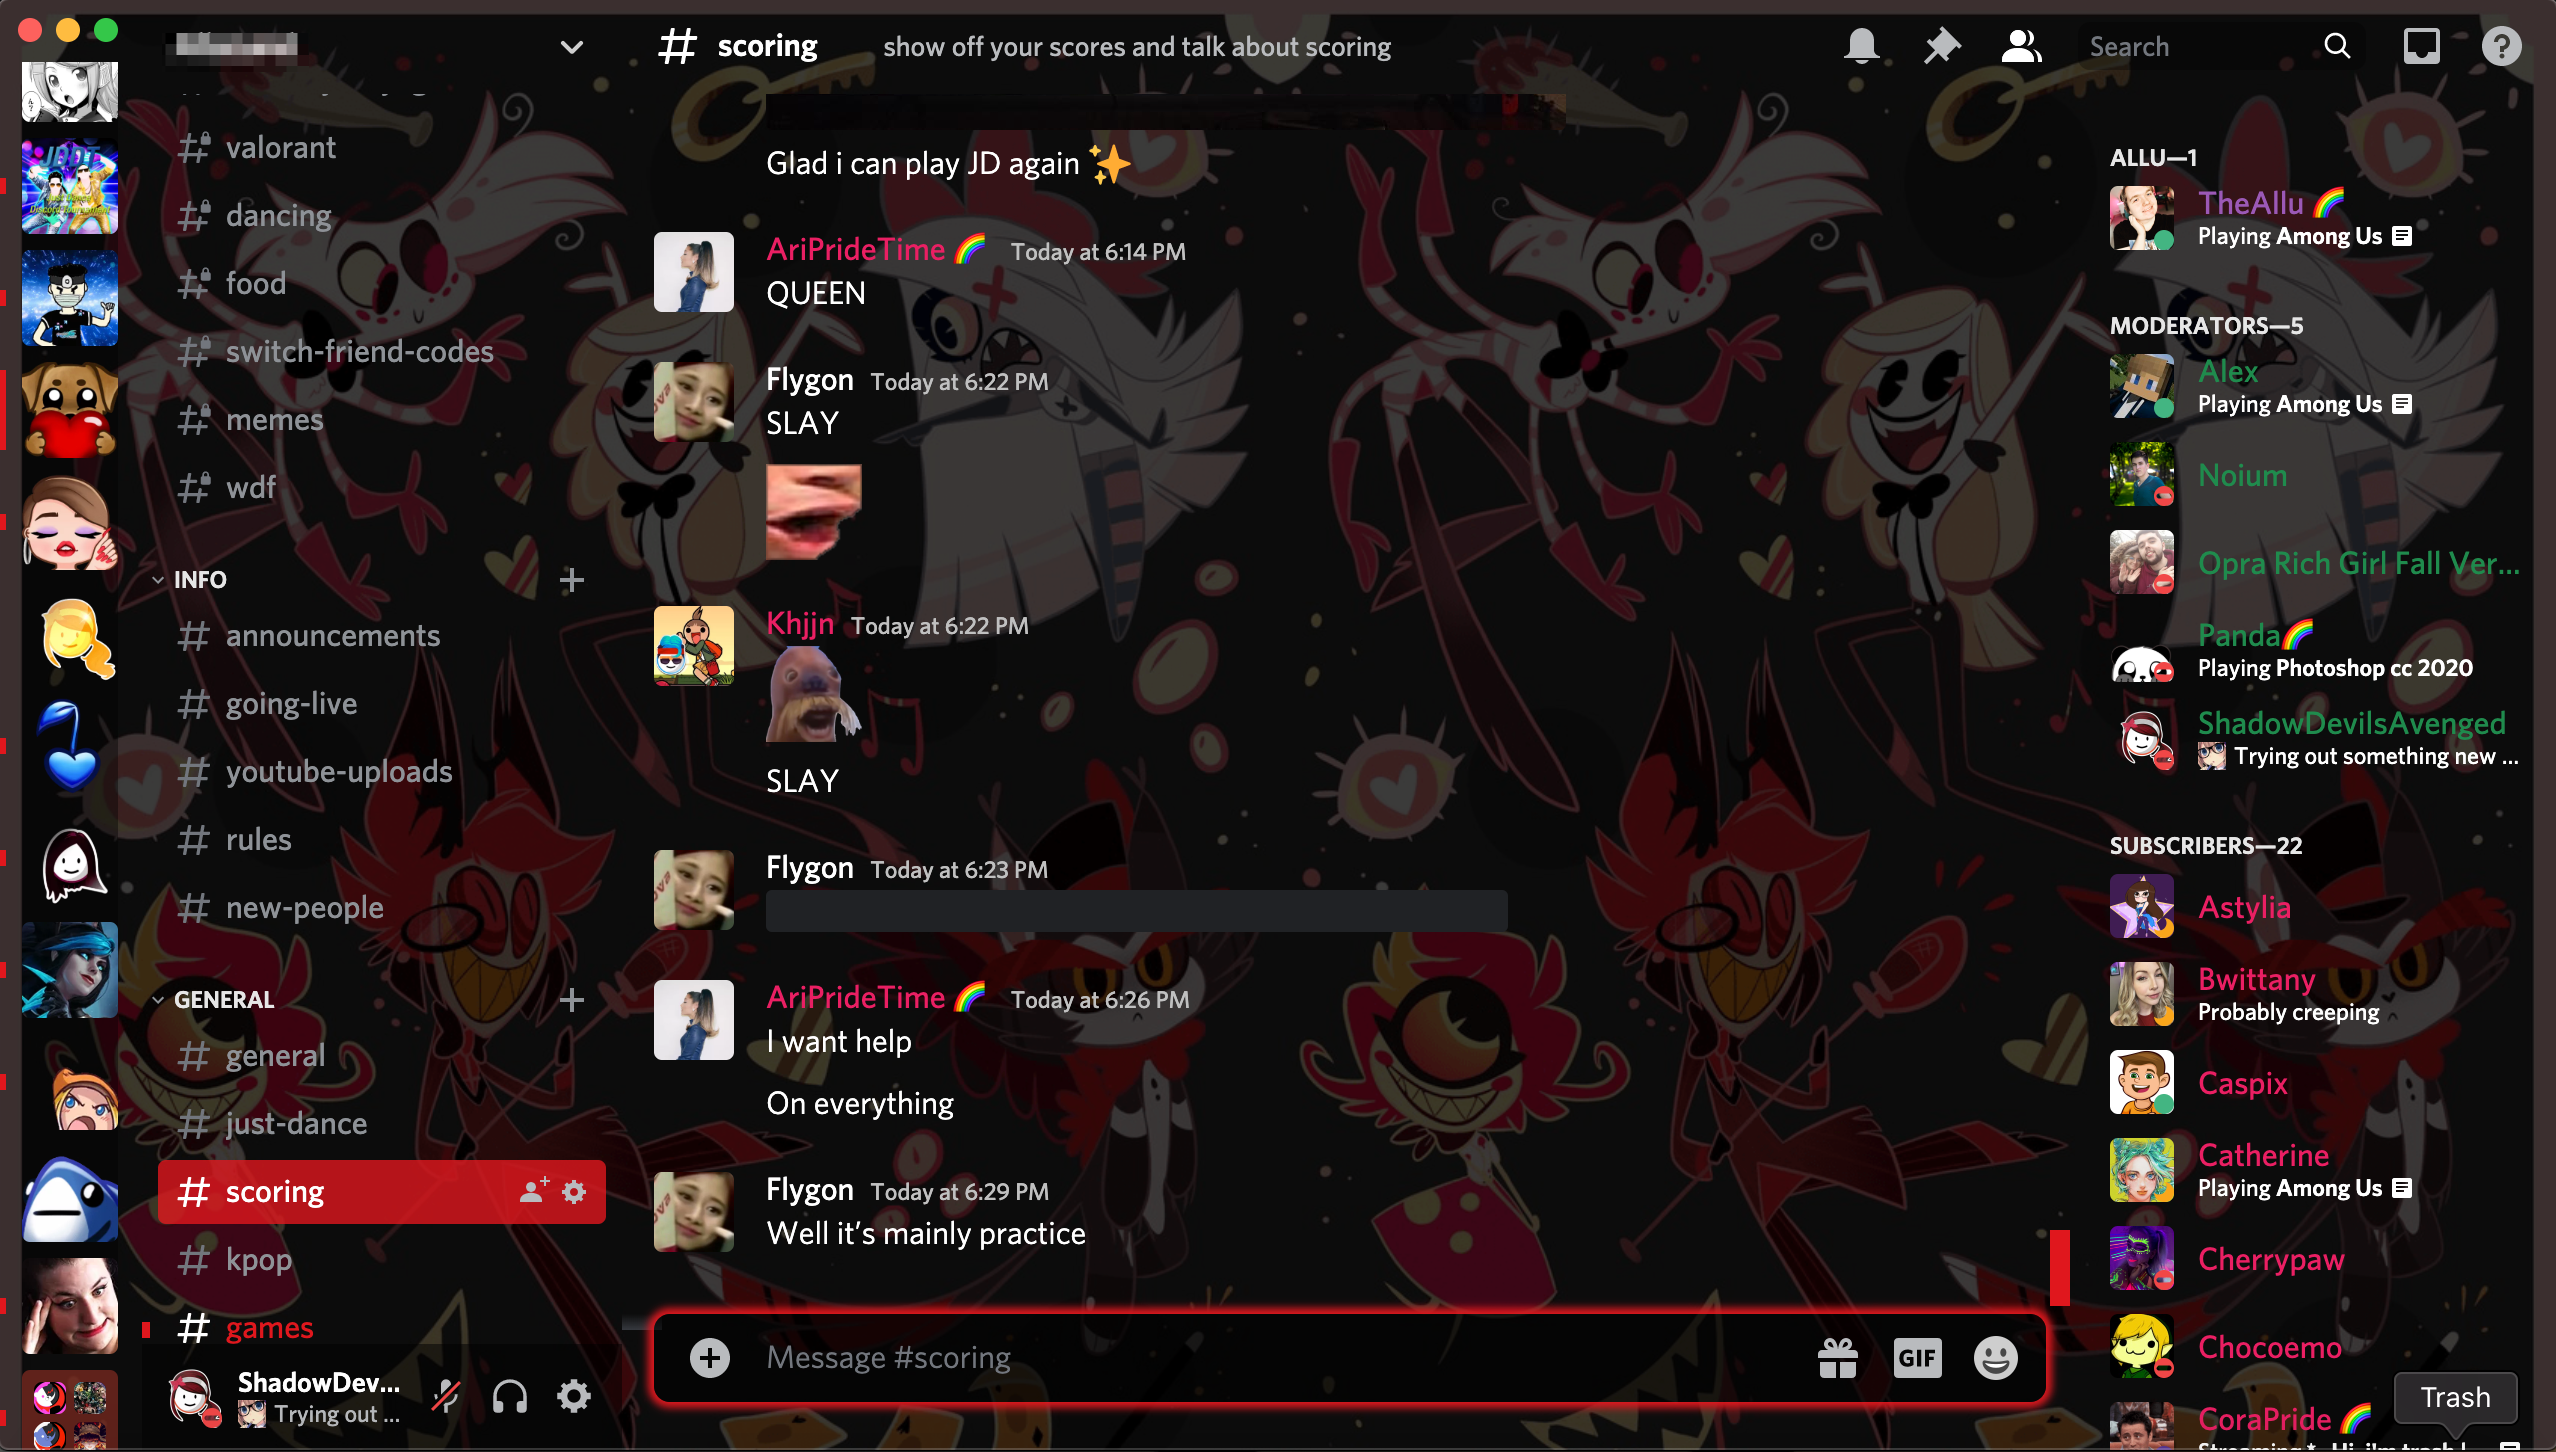 scoring
show off your scores and talk about scoring
Search
valorant
dancing
food
switch-friend-codes
memes
wdf
INFO
announcements
going-live
youtube-uploads
rules
new-people
GENERAL
general
just-dance
scoring
kpop
games
ShadowDev...
Trying out ...
Glad i can play JD again ✨
AriPrideTime 🌈 Today at 6:14 PM
QUEEN
Flygon Today at 6:22 PM
SLAY
Khjjn Today at 6:22 PM
SLAY
Flygon Today at 6:23 PM
AriPrideTime 🌈 Today at 6:26 PM
I want help
On everything
Flygon Today at 6:29 PM
Well it's mainly practice
Message #scoring
GIF
ALLU—1
TheAllu 🌈
Playing Among Us
MODERATORS—5
Alex
Playing Among Us
Noium
Opra Rich Girl Fall Ver...
Panda🌈
Playing Photoshop cc 2020
ShadowDevilsAvenged
Trying out something new ...
SUBSCRIBERS—22
Astylia
Bwittany
Probably creeping
Caspix
Catherine
Playing Among Us
Cherrypaw
Chocoemo
CoraPride 🌈
Trash